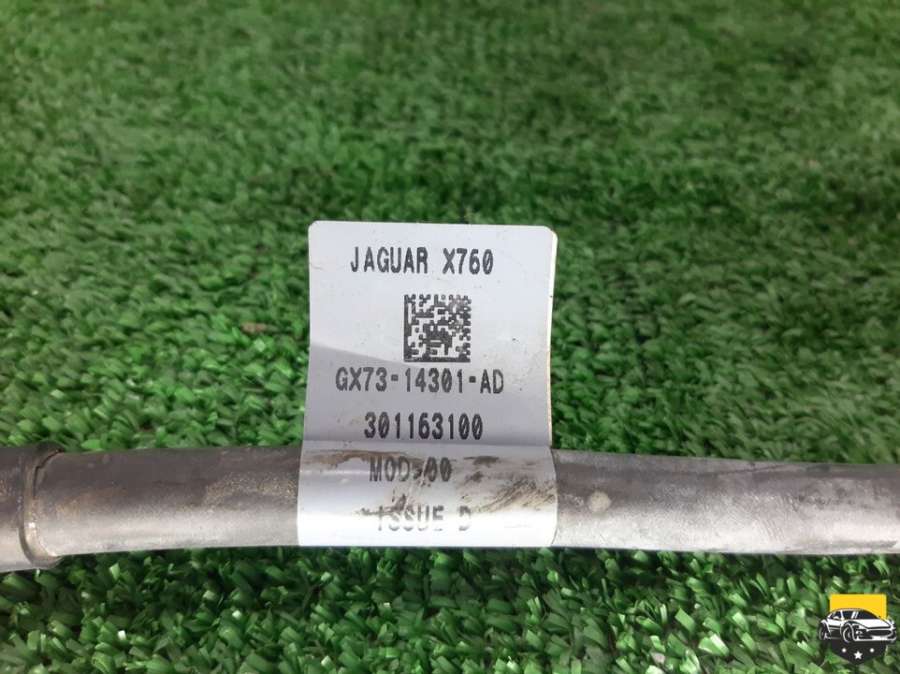 JAGUAR X760
GX73-14301-AD
301163100
MOD-00
ISSUE D